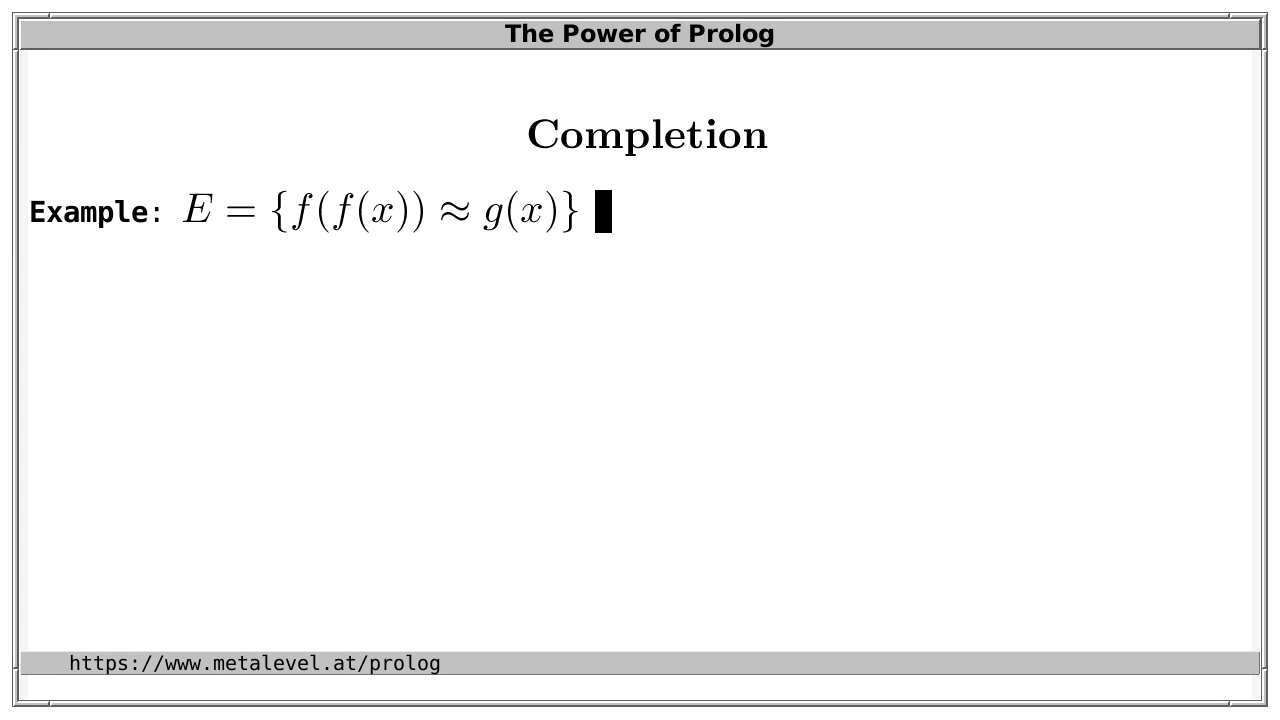 The Power of Prolog
Completion
Example: E = {f(f(x)) ≈ g(x)}
https://www.metalevel.at/prolog